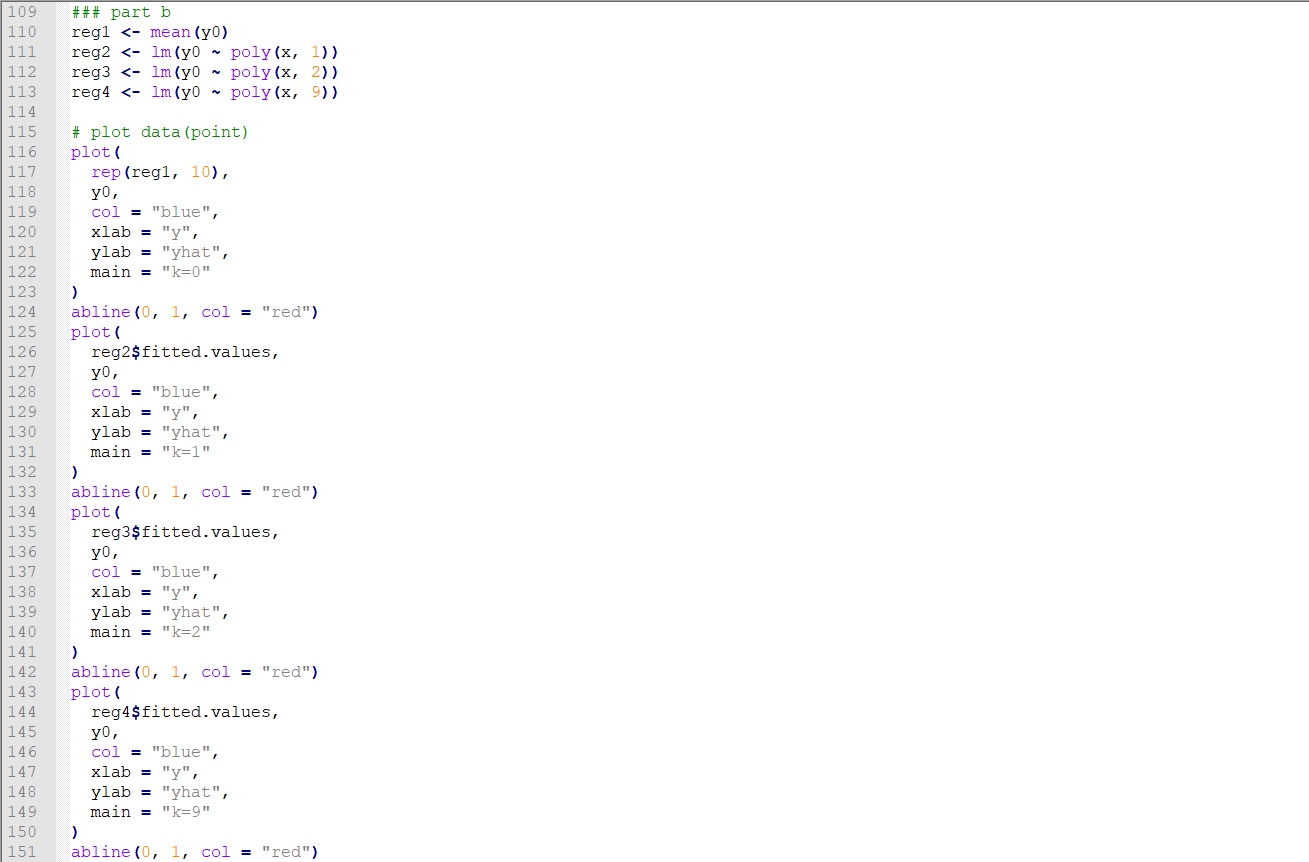 109 ### part b
110 reg1 <- mean(y0)
111 reg2 <- lm(y0 ~ poly(x, 1))
112 reg3 <- lm(y0 ~ poly(x, 2))
113 reg4 <- lm(y0 ~ poly(x, 9))
114
115 # plot data(point)
116 plot(
117   rep(reg1, 10),
118   y0,
119   col = "blue",
120   xlab = "y",
121   ylab = "yhat",
122   main = "k=0"
123 )
124 abline(0, 1, col = "red")
125 plot(
126   reg2$fitted.values,
127   y0,
128   col = "blue",
129   xlab = "y",
130   ylab = "yhat",
131   main = "k=1"
132 )
133 abline(0, 1, col = "red")
134 plot(
135   reg3$fitted.values,
136   y0,
137   col = "blue",
138   xlab = "y",
139   ylab = "yhat",
140   main = "k=2"
141 )
142 abline(0, 1, col = "red")
143 plot(
144   reg4$fitted.values,
145   y0,
146   col = "blue",
147   xlab = "y",
148   ylab = "yhat",
149   main = "k=9"
150 )
151 abline(0, 1, col = "red")